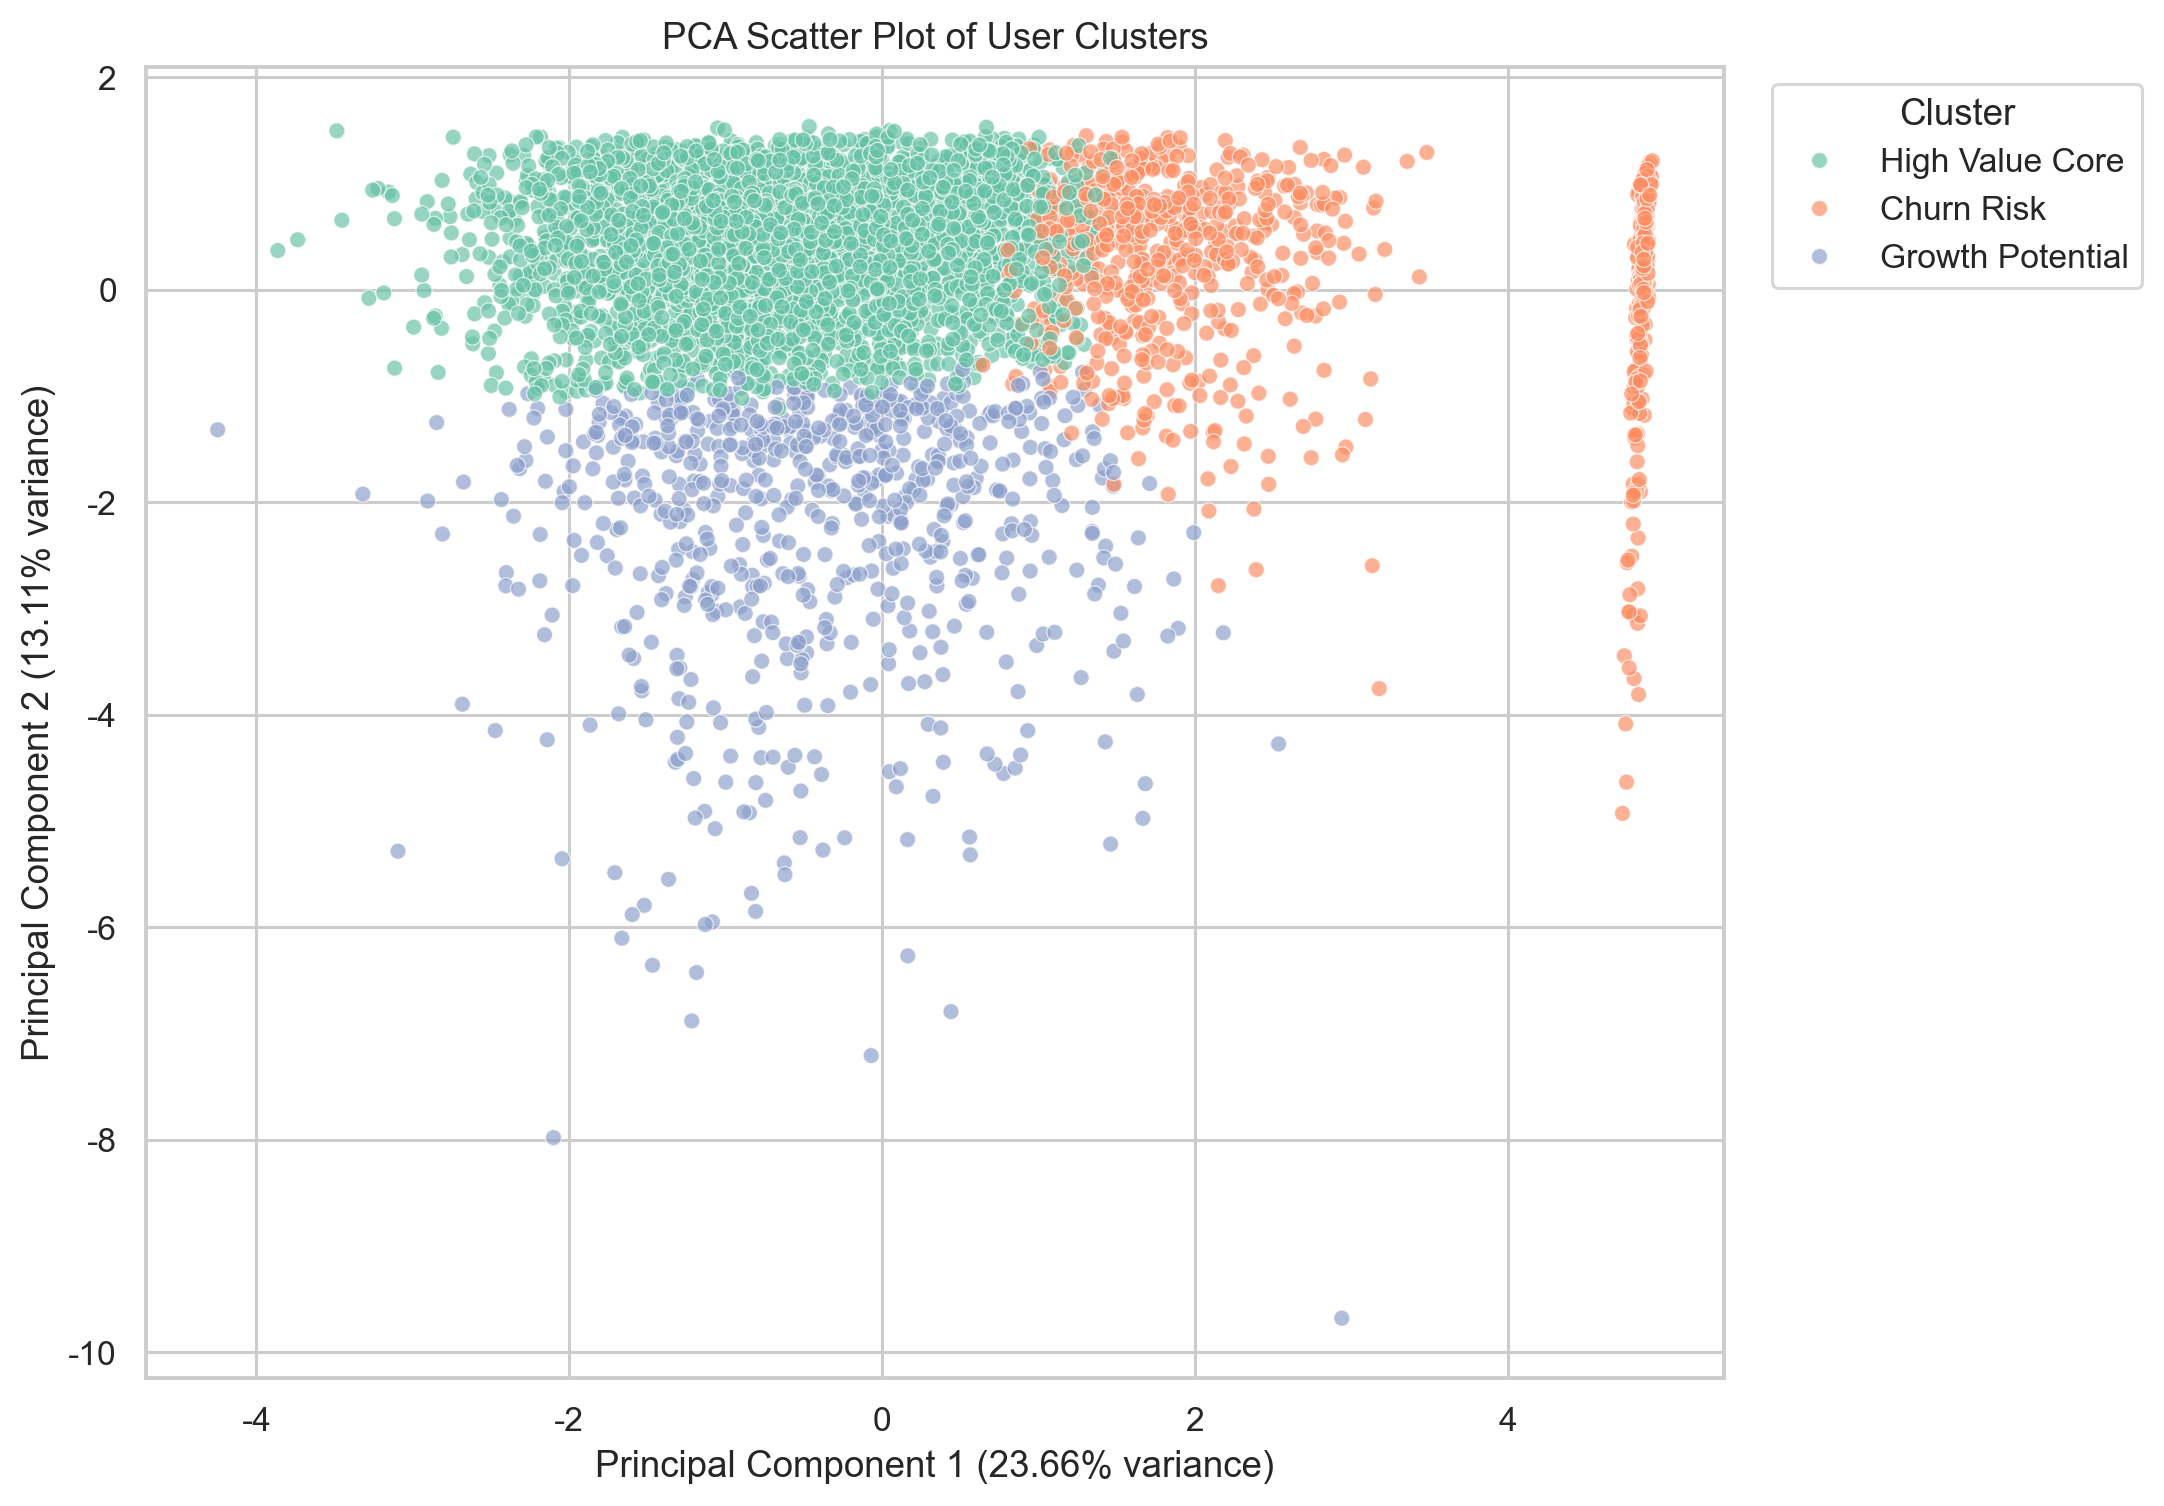 PCA Scatter Plot of User Clusters
Cluster
High Value Core
Churn Risk
Growth Potential
Principal Component 2 (13.11% variance)
2
0
-2
-4
-6
-8
-10
-4
-2
0
2
4
Principal Component 1 (23.66% variance)